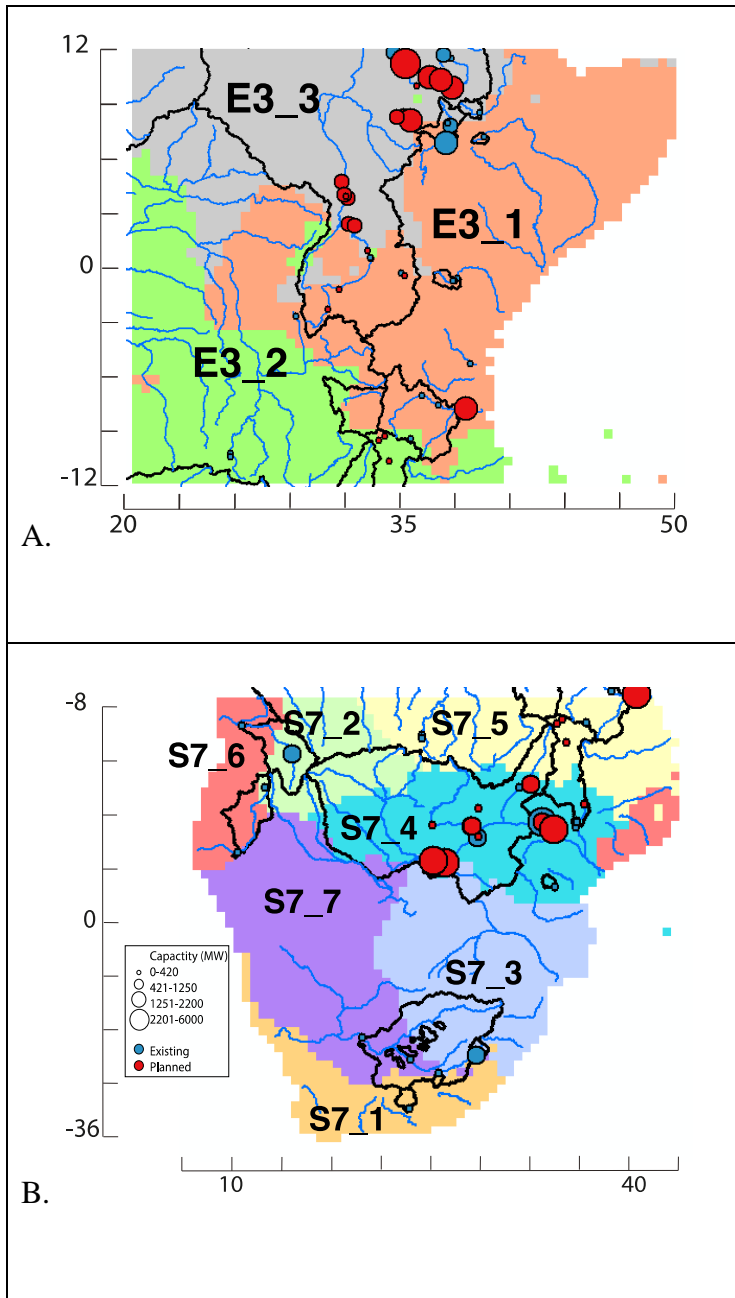 12
E3_3
E3_1
0
E3_2
-12
20
35
50
A.
-8
S7_2
S7_5
S7_6
S7_4
0
S7_7
Capactity (MW)
0-420
421-1250
1251-2200
2201-6000
Existing
Planned
S7_3
S7_1
-36
10
40
B.